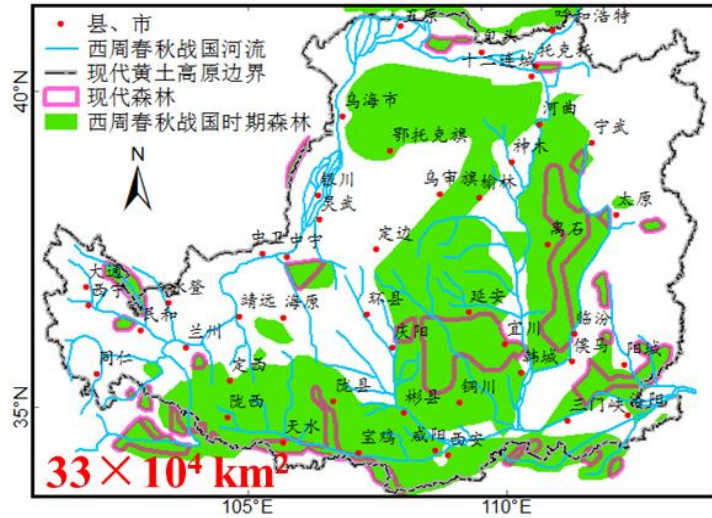 县、市
西周春秋战国河流
现代黄土高原边界
现代森林
西周春秋战国时期森林
N
五原
包头
呼和浩特
十二连城
托克托
40°N
乌海市
河曲
鄂托克旗
宁武
神木
银川
乌审旗
榆林
灵武
太原
离石
定边
中卫
中宁
大通
西宁
永登
靖远
海原
环县
延安
民和
临汾
兰州
庆阳
宜川
侯马
阳城
同仁
定西
韩城
陇县
铜川
35°N
陇西
彬县
三门峡
洛阳
天水
宝鸡
咸阳
西安
33×10⁴ km²
105°E
110°E